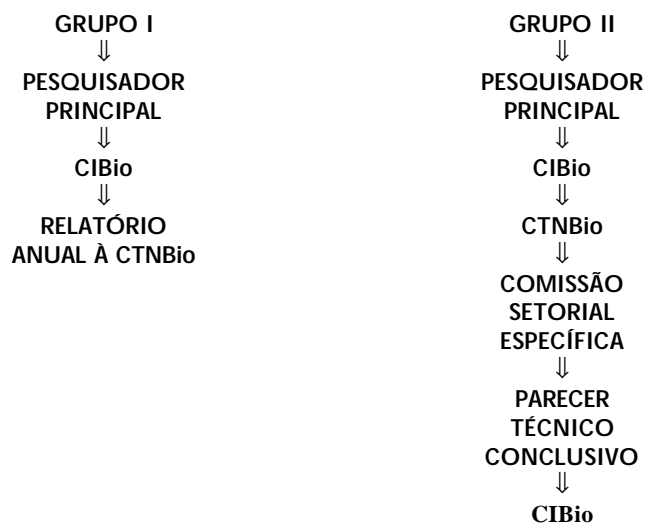 GRUPO I
⇓
PESQUISADOR
PRINCIPAL
⇓
CIBio
⇓
RELATÓRIO
ANUAL À CTNBio
GRUPO II
⇓
PESQUISADOR
PRINCIPAL
⇓
CIBio
⇓
CTNBio
⇓
COMISSÃO
SETORIAL
ESPECÍFICA
⇓
PARECER
TÉCNICO
CONCLUSIVO
⇓
CIBio